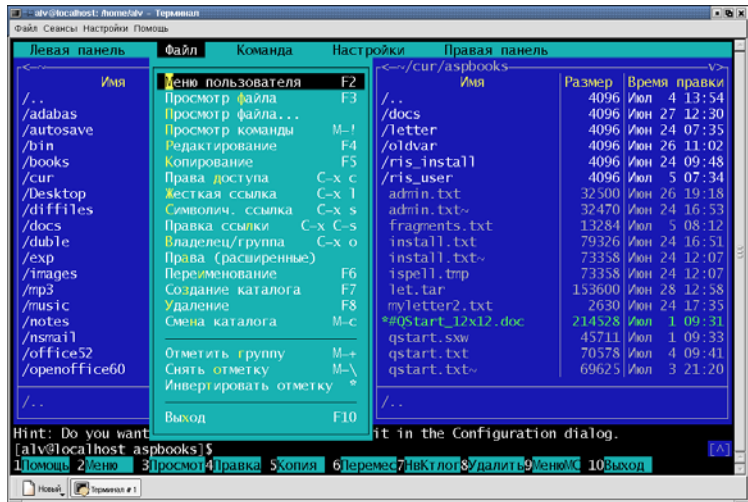 alv@localhost: /home/alv - Терминал
Файл Сеансы Настройки Помощь
Левая панель Файл Команда Настройки Правая панель
<— <—~/cur/aspbooks v>
Имя Имя Размер Время правки
Меню пользователя F2
Просмотр файла F3
Просмотр файла...
Просмотр команды M-!
Редактирование F4
Копирование F5
Права доступа C-x c
Жесткая ссылка C-x l
Символич. ссылка C-x s
Правка ссылки C-x C-s
Владелец/группа C-x o
Права (расширенные)
Переименование F6
Создание каталога F7
Удаление F8
Смена каталога M-c
Отметить группу M-+
Снять отметку M-\
Инвертировать отметку *
Выход F10
/..
/adabas
/autosave
/bin
/books
/cur
/Desktop
/diffiles
/docs
/duble
/exp
/images
/mp3
/music
/notes
/nsmail
/office52
/openoffice60
/..
/.. 4096 Июл 4 13:54
/docs 4096 Июн 27 12:30
/letter 4096 Июн 24 07:35
/oldvar 4096 Июн 26 11:02
/ris_install 4096 Июн 24 09:48
/ris_user 4096 Июл 5 07:34
admin.txt 32500 Июн 26 19:18
admin.txt~ 32470 Июн 24 16:53
fragments.txt 13284 Июл 5 08:12
install.txt 79326 Июн 24 16:51
install.txt~ 73358 Июн 24 12:07
ispell.tmp 73358 Июн 24 12:07
let.tar 153600 Июн 28 12:58
myletter2.txt 2630 Июн 24 17:35
*#QStart_12x12.doc 214528 Июл 1 09:31
qstart.sxw 45711 Июл 1 09:33
qstart.txt 70578 Июл 4 09:41
qstart.txt~ 69625 Июл 3 21:20
/..
Hint: Do you want it in the Configuration dialog.
[alv@localhost aspbooks]$ [^]
1Помощь 2Меню 3Просмот4Правка 5Копия 6Перемес7НвКтлог8Удалить9МенюМС 10Выход
Новый Терминал # 1